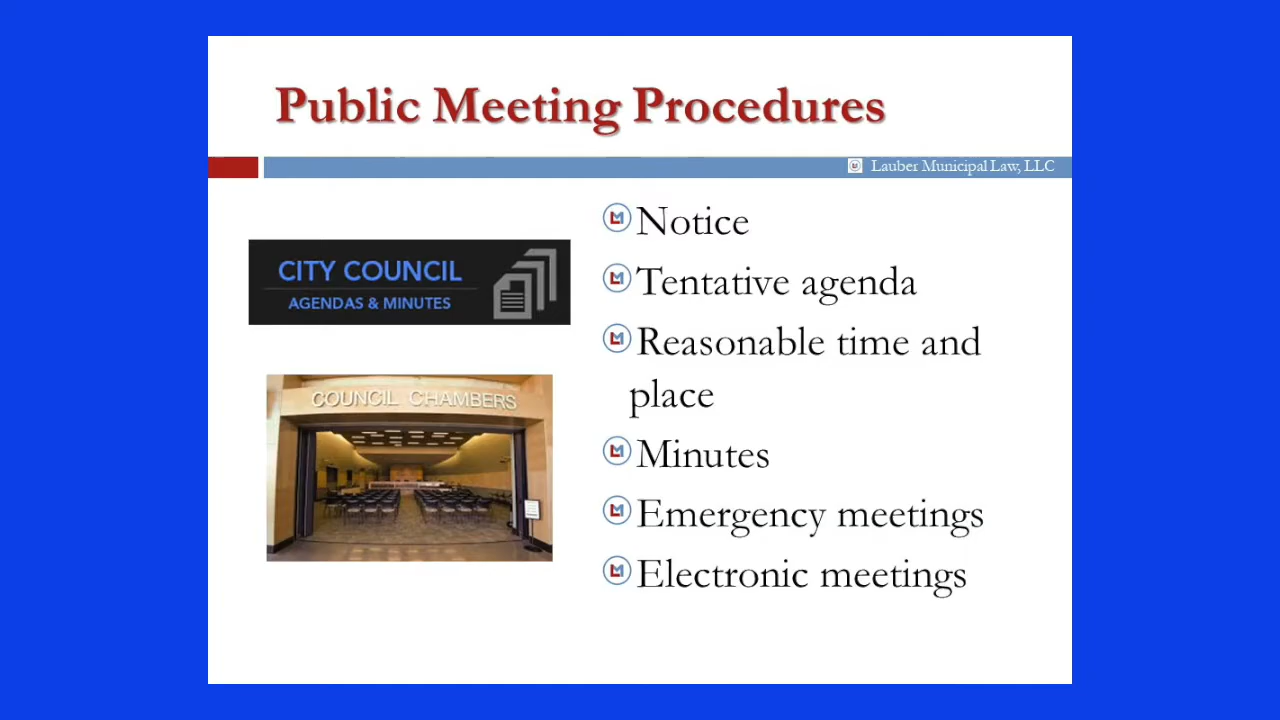 Public Meeting Procedures
Lauber Municipal Law, LLC
CITY COUNCIL
AGENDAS & MINUTES
COUNCIL CHAMBERS
Notice
Tentative agenda
Reasonable time and
place
Minutes
Emergency meetings
Electronic meetings